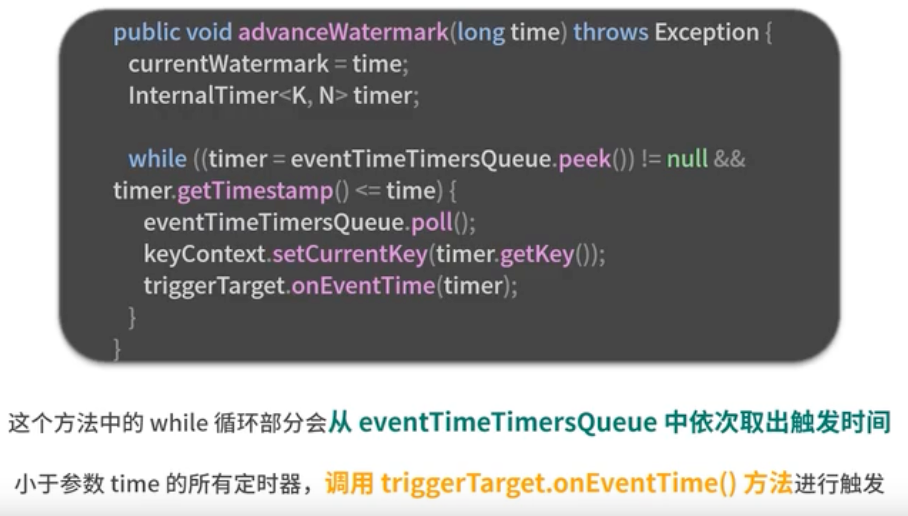 public void advanceWatermark(long time) throws Exception {
currentWatermark = time;
InternalTimer<K, N> timer;
while ((timer = eventTimeTimersQueue.peek()) != null &&
timer.getTimestamp() <= time) {
eventTimeTimersQueue.poll();
keyContext.setCurrentKey(timer.getKey());
triggerTarget.onEventTime(timer);
}
}
这个方法中的 while 循环部分会从 eventTimeTimersQueue 中依次取出触发时间
小于参数 time 的所有定时器，调用 triggerTarget.onEventTime() 方法进行触发